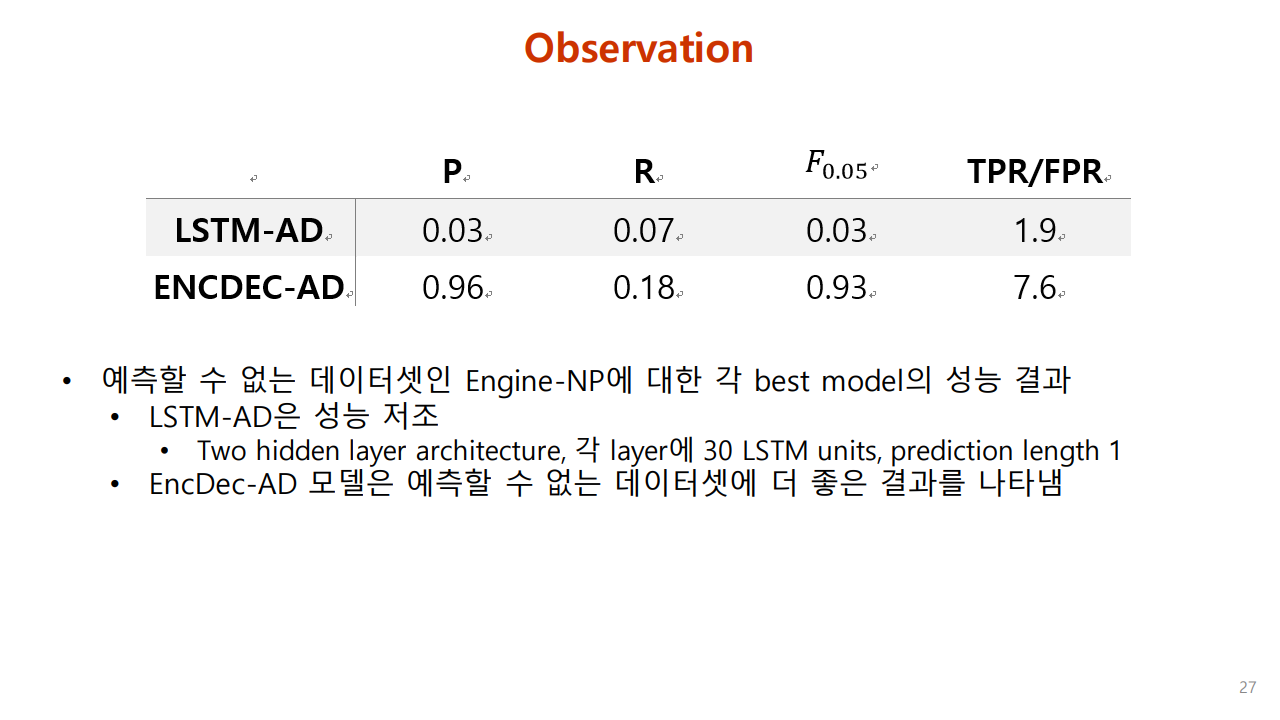 Observation
P R F0.05 TPR/FPR
LSTM-AD 0.03 0.07 0.03 1.9
ENCDEC-AD 0.96 0.18 0.93 7.6
• 예측할 수 없는 데이터셋인 Engine-NP에 대한 각 best model의 성능 결과
• LSTM-AD은 성능 저조
• Two hidden layer architecture, 각 layer에 30 LSTM units, prediction length 1
• EncDec-AD 모델은 예측할 수 없는 데이터셋에 더 좋은 결과를 나타냄
27